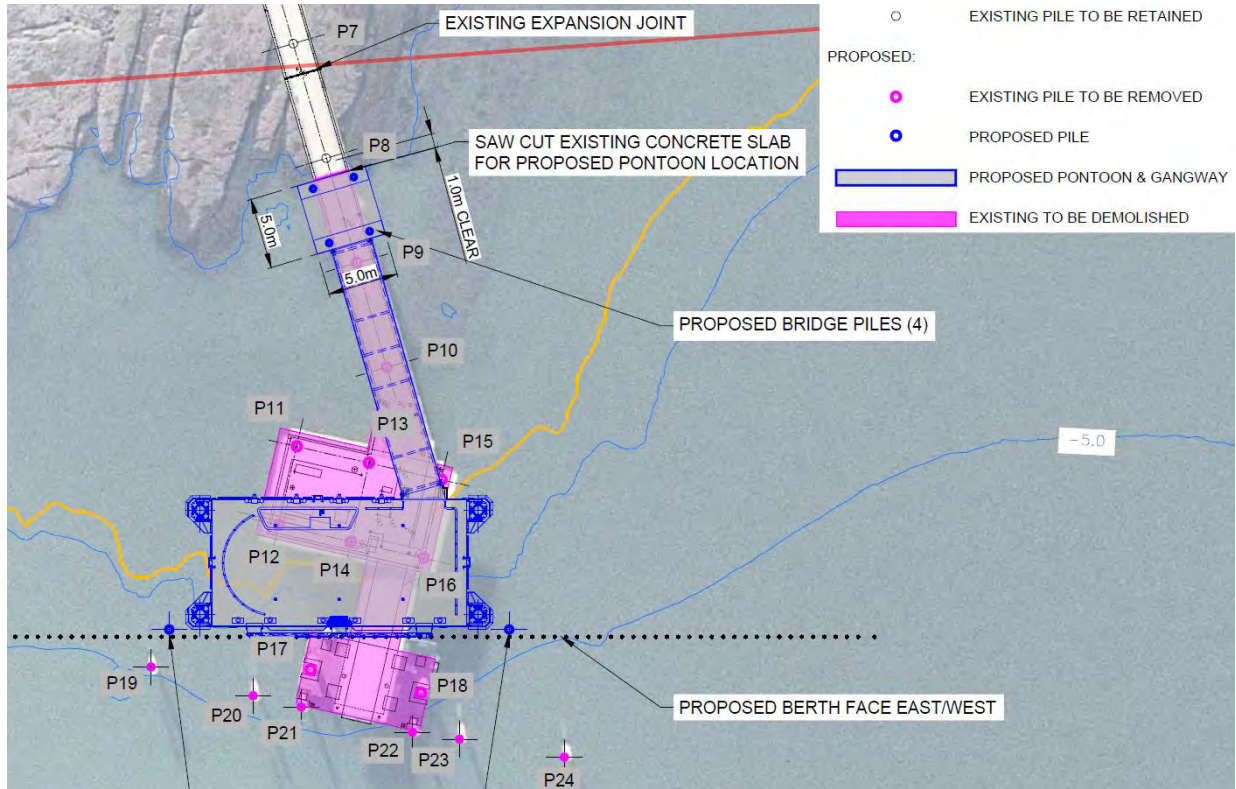 P7
EXISTING EXPANSION JOINT
EXISTING PILE TO BE RETAINED
PROPOSED:
EXISTING PILE TO BE REMOVED
PROPOSED PILE
PROPOSED PONTOON & GANGWAY
EXISTING TO BE DEMOLISHED
P8
SAW CUT EXISTING CONCRETE SLAB
FOR PROPOSED PONTOON LOCATION
1.0m CLEAR
5.0m
P9
5.0m
PROPOSED BRIDGE PILES (4)
P10
P11
P13
P15
-5.0
P12
P14
P16
P17
P18
P19
P20
P21
P22
P23
P24
PROPOSED BERTH FACE EAST/WEST